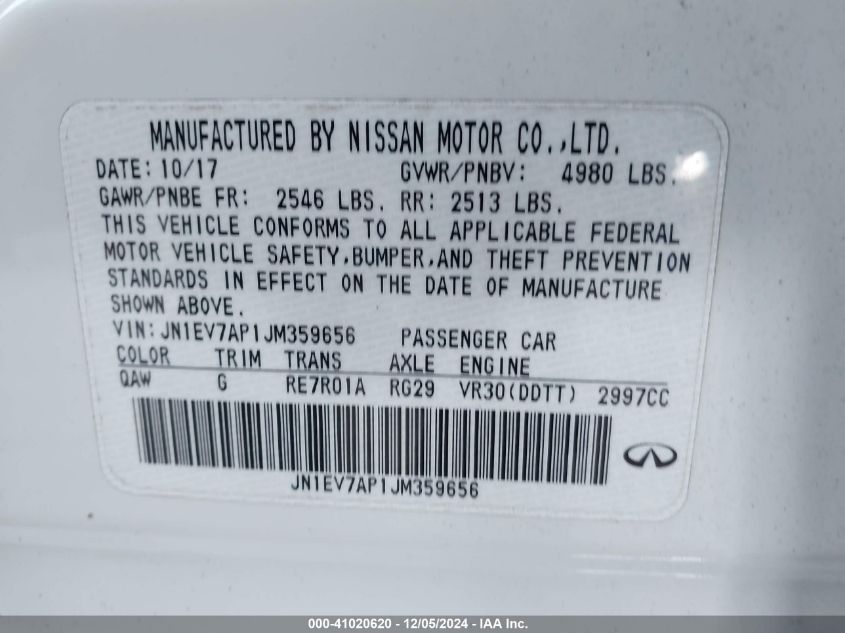 MANUFACTURED BY NISSAN MOTOR CO.,LTD.
DATE: 10/17 GVWR/PNBV: 4980 LBS.
GAWR/PNBE FR: 2546 LBS. RR: 2513 LBS.
THIS VEHICLE CONFORMS TO ALL APPLICABLE FEDERAL
MOTOR VEHICLE SAFETY,BUMPER,AND THEFT PREVENTION
STANDARDS IN EFFECT ON THE DATE OF MANUFACTURE
SHOWN ABOVE.
VIN:JN1EV7AP1JM359656 PASSENGER CAR
COLOR TRIM TRANS AXLE ENGINE
QAW G RE7R01A RG29 VR30(DDTT) 2997CC
JN1EV7AP1JM359656
000-41020620 - 12/05/2024 - IAA Inc.